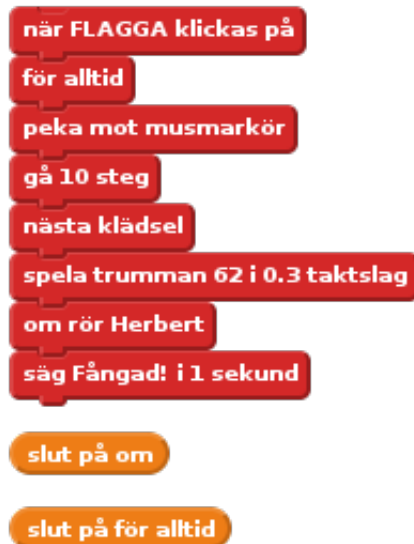 när FLAGGA klickas på
för alltid
peka mot musmarkör
gå 10 steg
nästa klädsel
spela trumman 62 i 0.3 taktslag
om rör Herbert
säg Fångad! i 1 sekund
slut på om
slut på för alltid